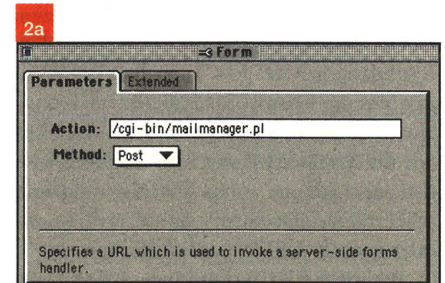 2a
Form
Parameters Extended
Action: /cgi-bin/mailmanager.pl
Method: Post
Specifies a URL which is used to invoke a server-side forms
handler.